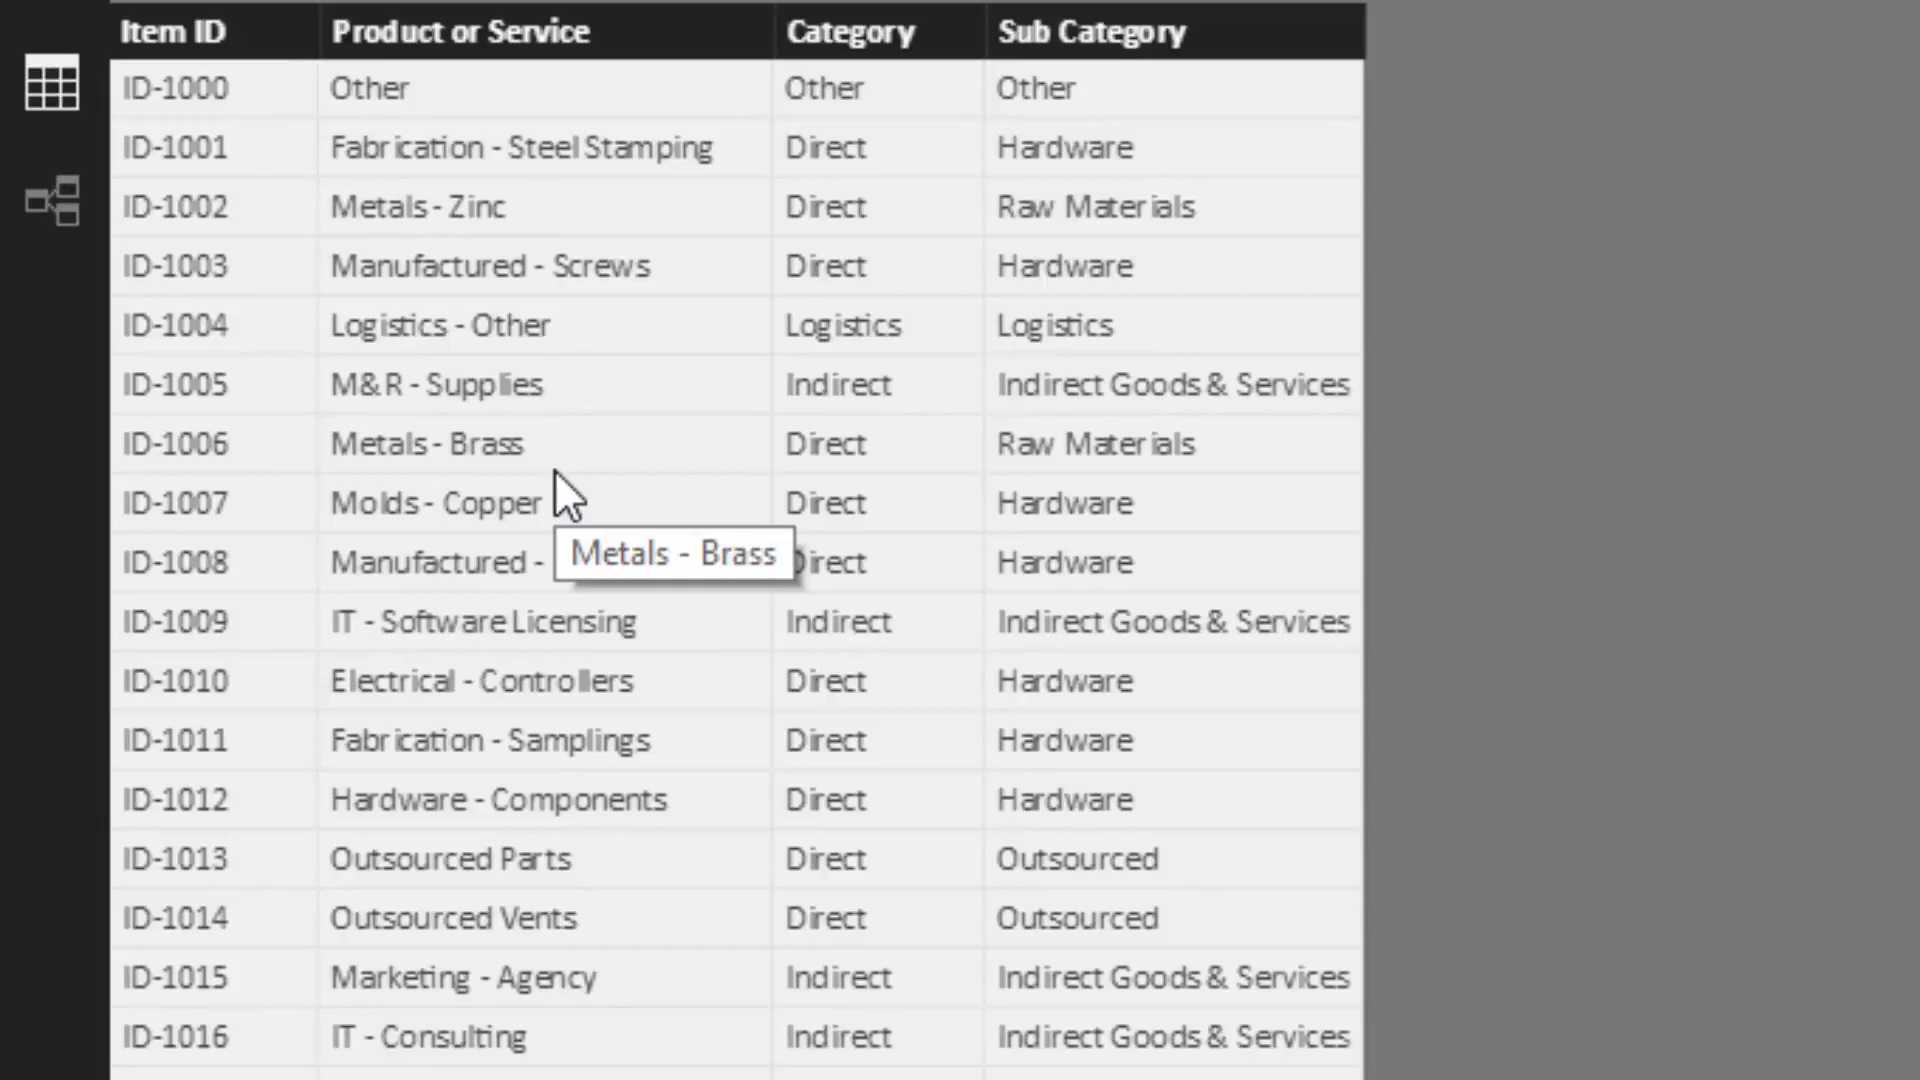 Item ID Product or Service Category Sub Category
ID-1000 Other Other Other
ID-1001 Fabrication - Steel Stamping Direct Hardware
ID-1002 Metals - Zinc Direct Raw Materials
ID-1003 Manufactured - Screws Direct Hardware
ID-1004 Logistics - Other Logistics Logistics
ID-1005 M&R - Supplies Indirect Indirect Goods & Services
ID-1006 Metals - Brass Direct Raw Materials
ID-1007 Molds - Copper Direct Hardware
ID-1008 Manufactured - Direct Hardware
Metals - Brass
ID-1009 IT - Software Licensing Indirect Indirect Goods & Services
ID-1010 Electrical - Controllers Direct Hardware
ID-1011 Fabrication - Samplings Direct Hardware
ID-1012 Hardware - Components Direct Hardware
ID-1013 Outsourced Parts Direct Outsourced
ID-1014 Outsourced Vents Direct Outsourced
ID-1015 Marketing - Agency Indirect Indirect Goods & Services
ID-1016 IT - Consulting Indirect Indirect Goods & Services